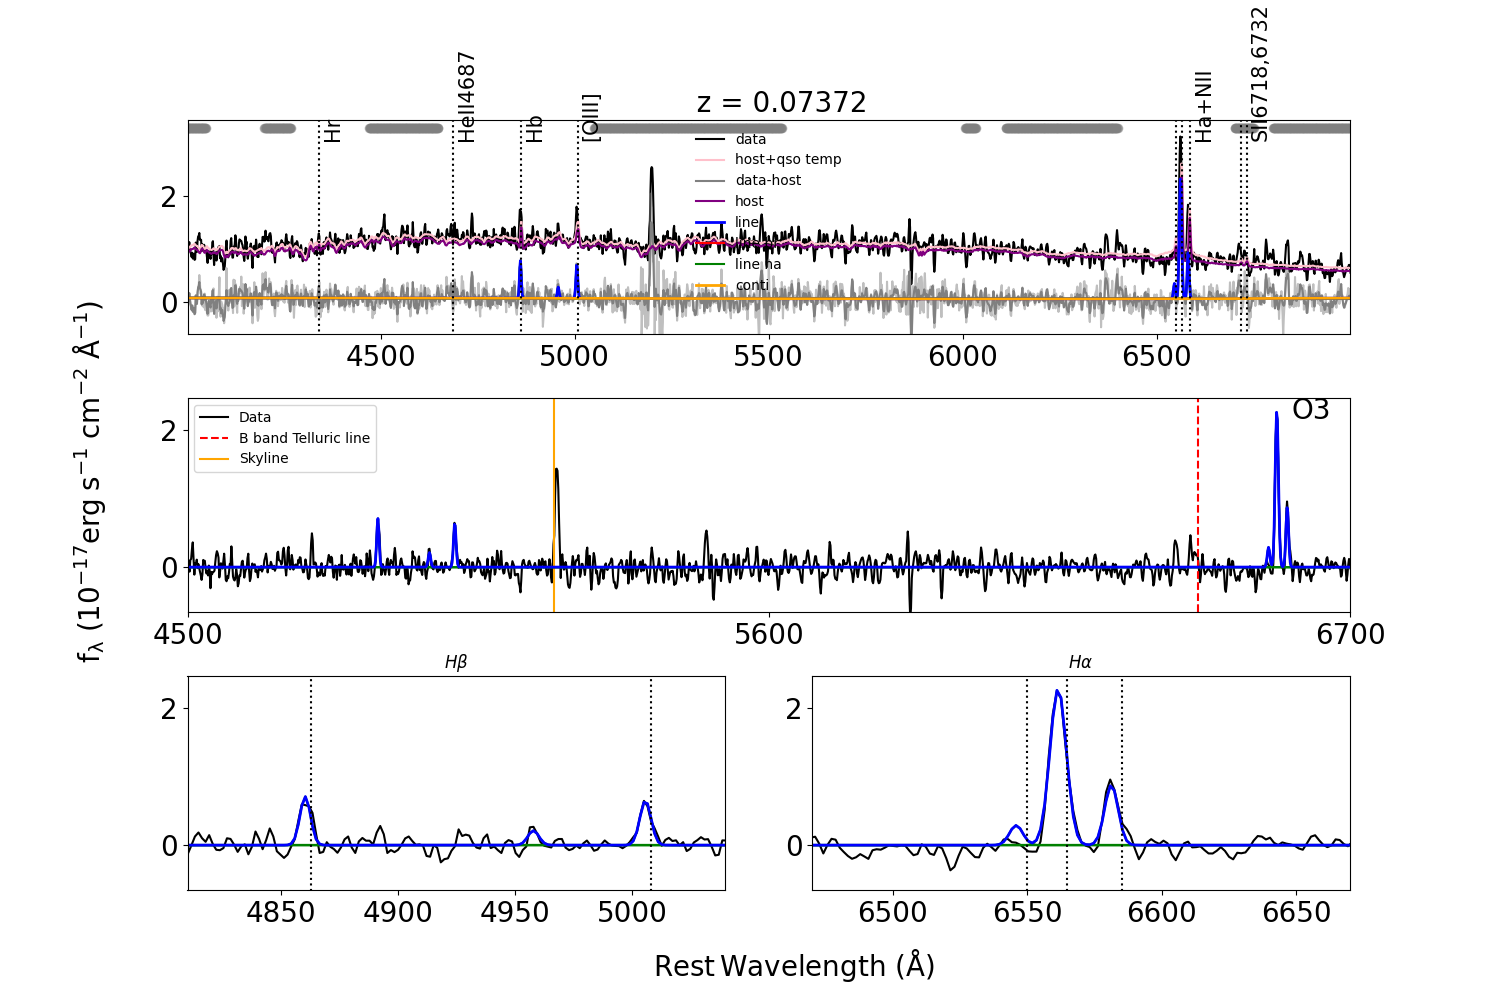 z = 0.07372
Hr
HeII4687
Hb
[OIII]
Ha+NII
SII6718,6732
data
host+qso temp
data-host
host
line
line na
conti
2
0
4500
5000
5500
6000
6500
Data
B band Telluric line
Skyline
O3
2
0
4500
5600
6700
f_λ (10⁻¹⁷erg s⁻¹ cm⁻² Å⁻¹)
Hβ
2
0
4850
4900
4950
5000
Hα
2
0
6500
6550
6600
6650
Rest Wavelength (Å)